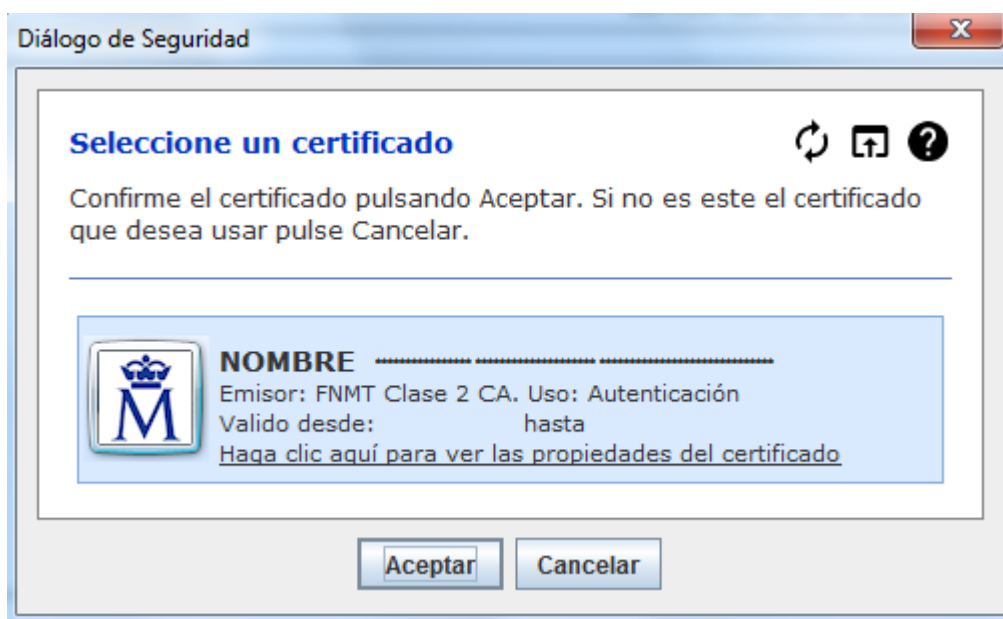 Diálogo de Seguridad
Seleccione un certificado
Confirme el certificado pulsando Aceptar. Si no es este el certificado
que desea usar pulse Cancelar.
NOMBRE
Emisor: FNMT Clase 2 CA. Uso: Autenticación
Valido desde: hasta
Haga clic aquí para ver las propiedades del certificado
Aceptar Cancelar